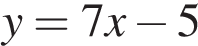 y = 7x − 5